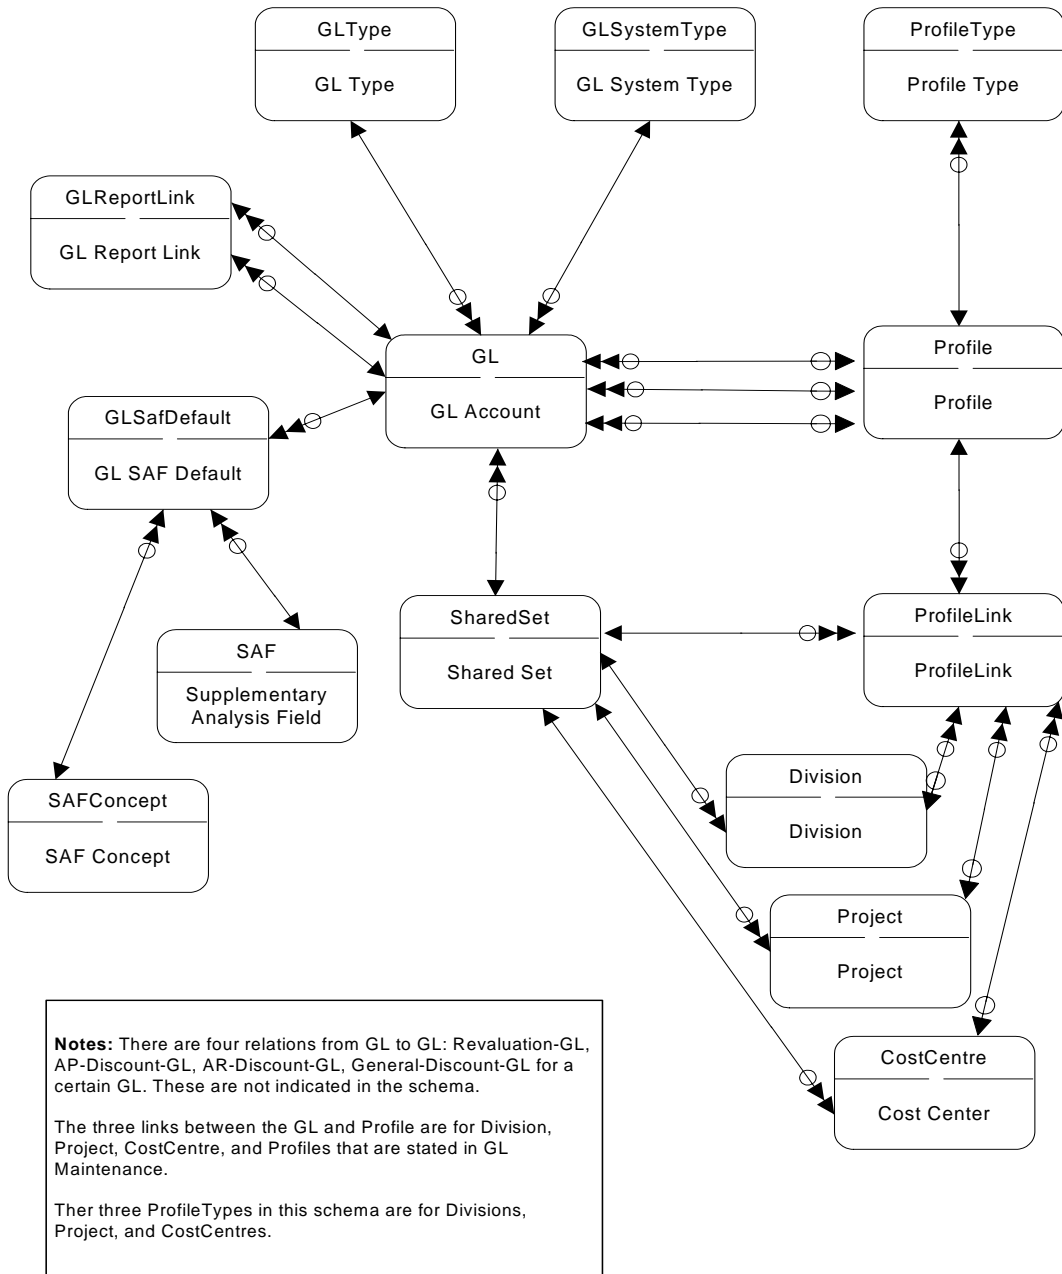 GLType
GL Type
GLSystemType
GL System Type
ProfileType
Profile Type
GLReportLink
GL Report Link
GL
GL Account
Profile
Profile
GLSafDefault
GL SAF Default
SharedSet
Shared Set
ProfileLink
ProfileLink
SAF
Supplementary
Analysis Field
SAFConcept
SAF Concept
Division
Division
Project
Project
CostCentre
Cost Center
Notes: There are four relations from GL to GL: Revaluation-GL,
AP-Discount-GL, AR-Discount-GL, General-Discount-GL for a
certain GL. These are not indicated in the schema.
The three links between the GL and Profile are for Division,
Project, CostCentre, and Profiles that are stated in GL
Maintenance.
Ther three ProfileTypes in this schema are for Divisions,
Project, and CostCentres.